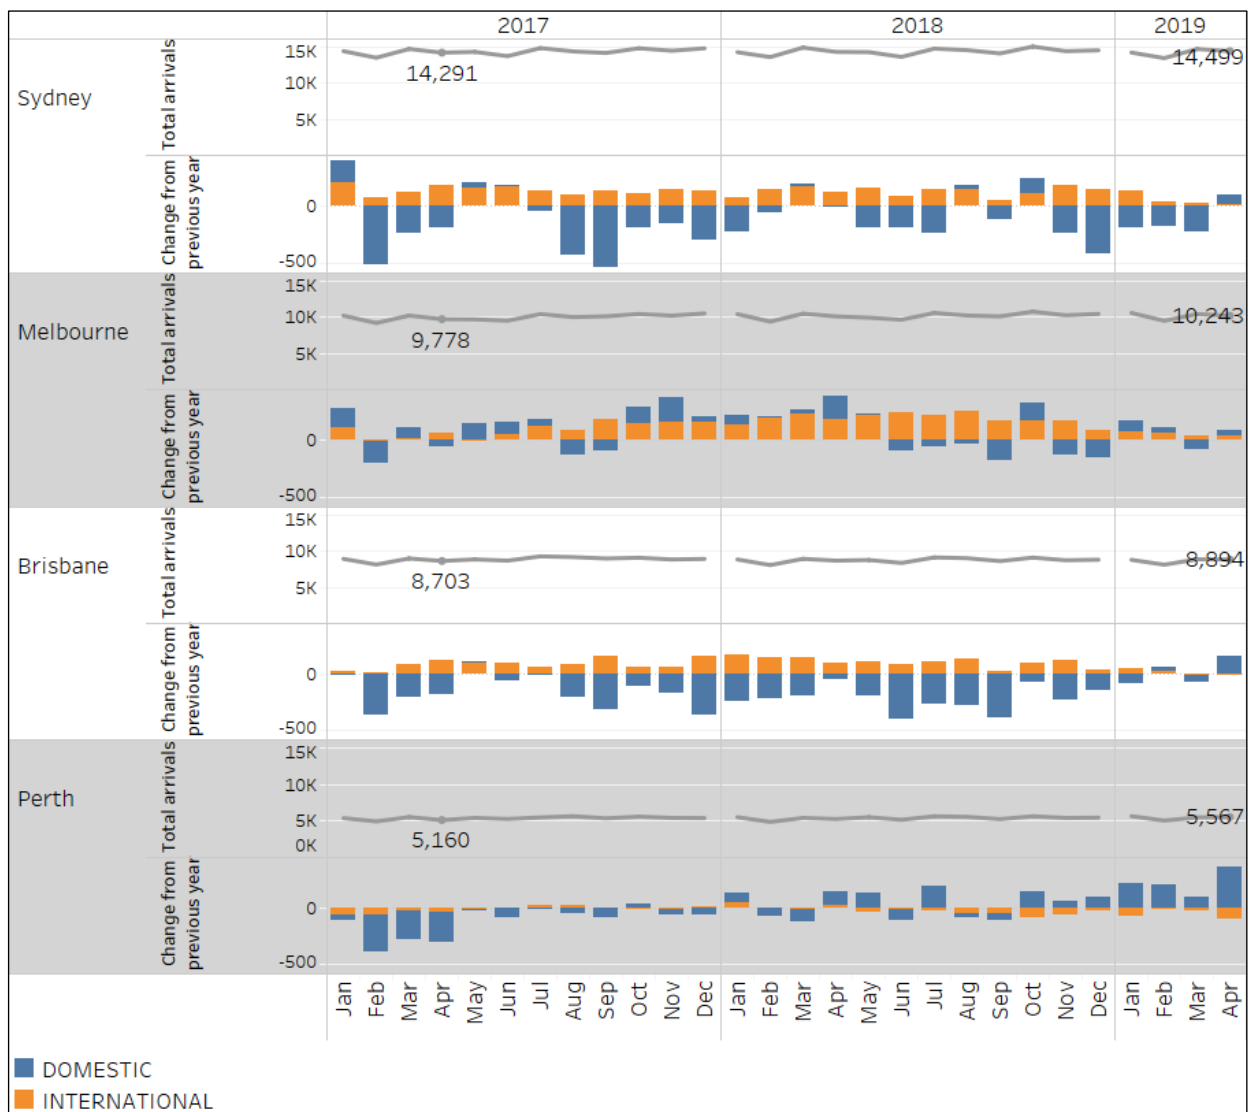 2017 2018 2019
Sydney
Total arrivals
15K
10K
5K
14,291
14,499
Change from
previous year
0
-500
Melbourne
Total arrivals
15K
10K
5K
9,778
10,243
Change from
previous year
0
-500
Brisbane
Total arrivals
15K
10K
5K
8,703
8,894
Change from
previous year
0
-500
Perth
Total arrivals
15K
10K
5K
0K
5,160
5,567
Change from
previous year
0
-500
Jan Feb Mar Apr May Jun Jul Aug Sep Oct Nov Dec Jan Feb Mar Apr May Jun Jul Aug Sep Oct Nov Dec Jan Feb Mar Apr
DOMESTIC
INTERNATIONAL